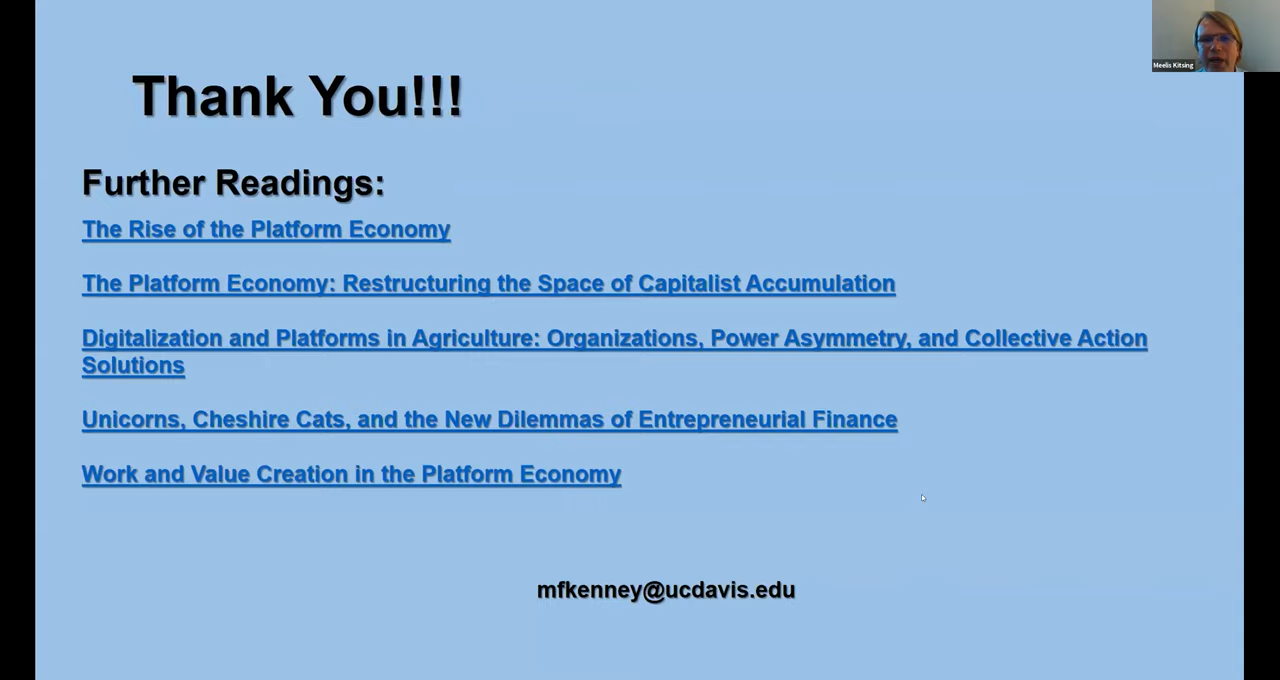 Thank You!!!
Meelis Kitsing
Further Readings:
The Rise of the Platform Economy
The Platform Economy: Restructuring the Space of Capitalist Accumulation
Digitalization and Platforms in Agriculture: Organizations, Power Asymmetry, and Collective Action
Solutions
Unicorns, Cheshire Cats, and the New Dilemmas of Entrepreneurial Finance
Work and Value Creation in the Platform Economy
mfkenney@ucdavis.edu